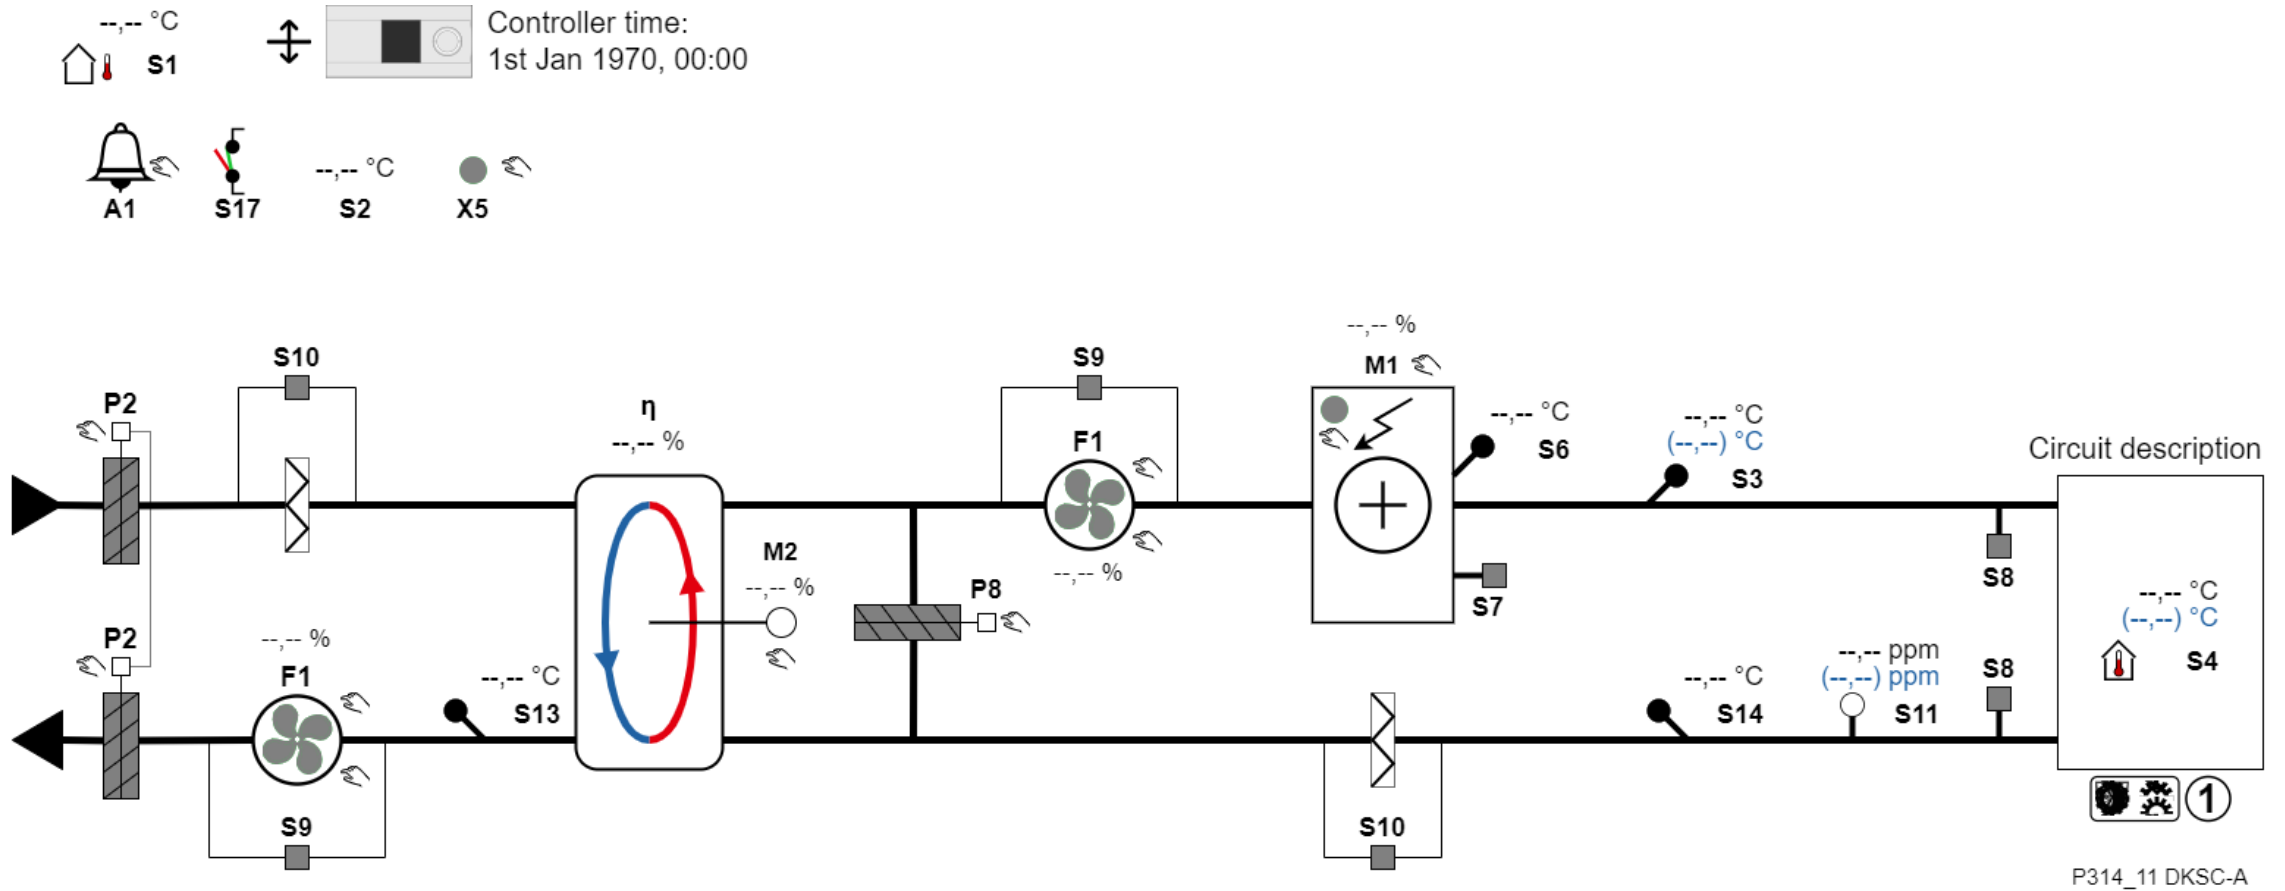 --,-- °C
S1
Controller time:
1st Jan 1970, 00:00
A1
S17
--,-- °C
S2
X5
--,-- %
M1
S10
S9
P2
η
--,-- %
F1
--,-- °C
S6
--,-- °C
(--,--) °C
S3
Circuit description
M2
--,-- %
--,-- %
P8
S7
S8
--,-- °C
(--,--) °C
S4
P2
--,-- %
F1
--,-- °C
S13
--,-- °C
S14
--,-- ppm
(--,--) ppm
S11
S8
1
S9
S10
P314_11 DKSC-A